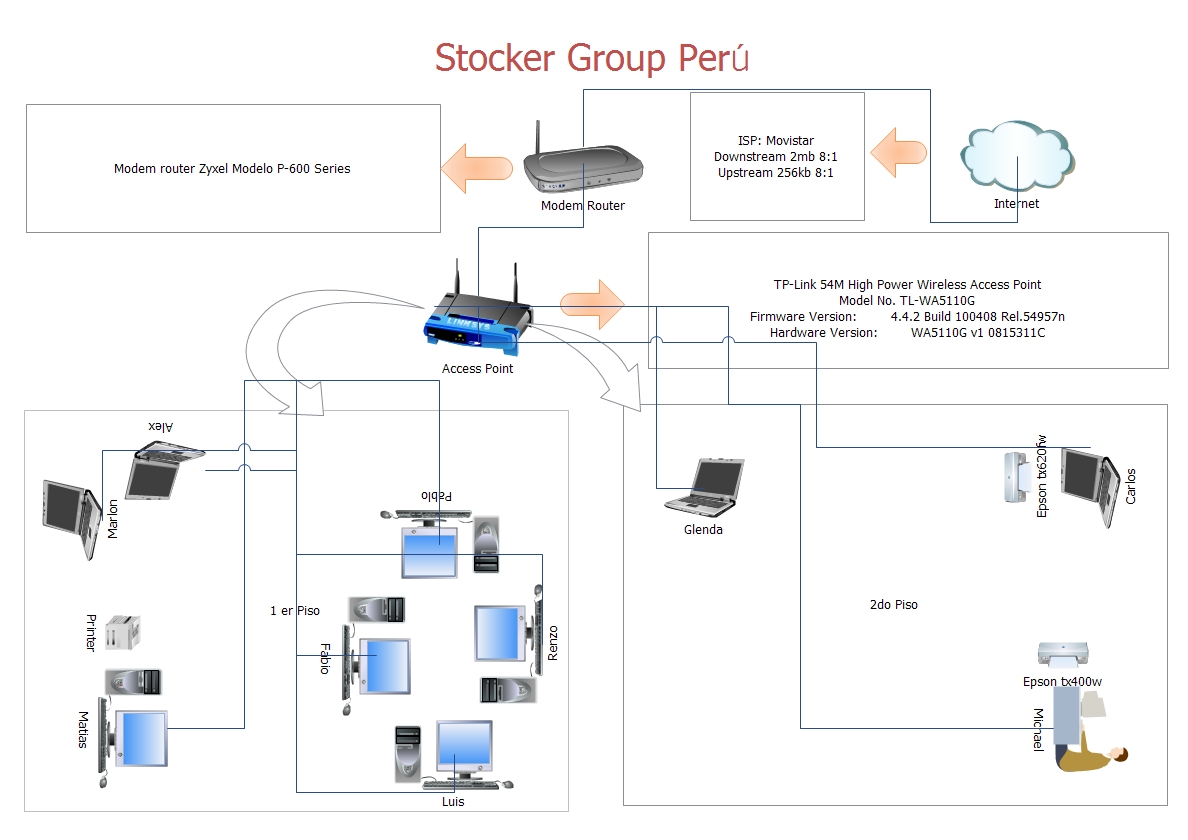 Stocker Group Perú
Modem router Zyxel Modelo P-600 Series
Modem Router
ISP: Movistar
Downstream 2mb 8:1
Upstream 256kb 8:1
Internet
TP-Link 54M High Power Wireless Access Point
Model No. TL-WA5110G
Firmware Version: 4.4.2 Build 100408 Rel.54957n
Hardware Version: WA5110G v1 0815311C
LINKSYS
Access Point
Alex
Marlon
Pablo
1 er Piso
Printer
Fabio
Renzo
Matias
Luis
Glenda
Epson tx620fw
Carlos
2do Piso
Epson tx400w
Michael